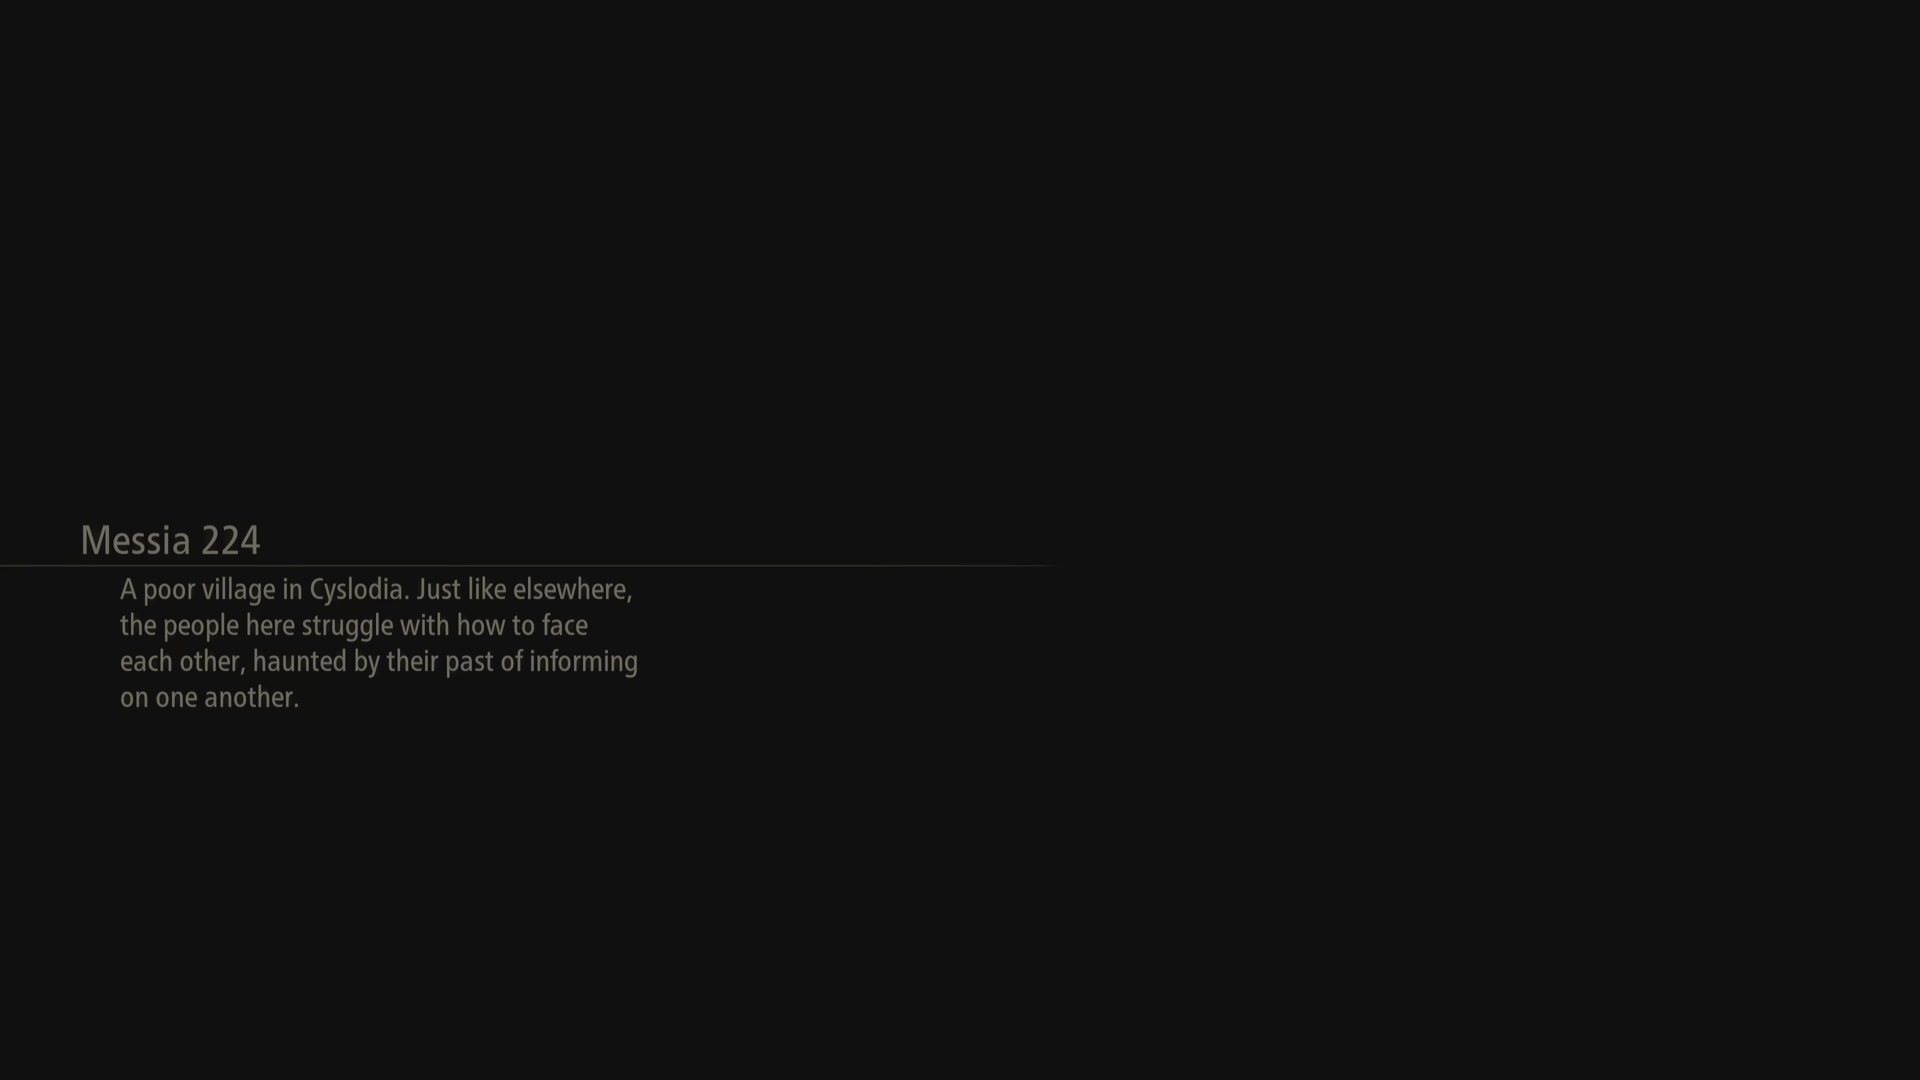 Messia 224
A poor village in Cyslodia. Just like elsewhere,
the people here struggle with how to face
each other, haunted by their past of informing
on one another.